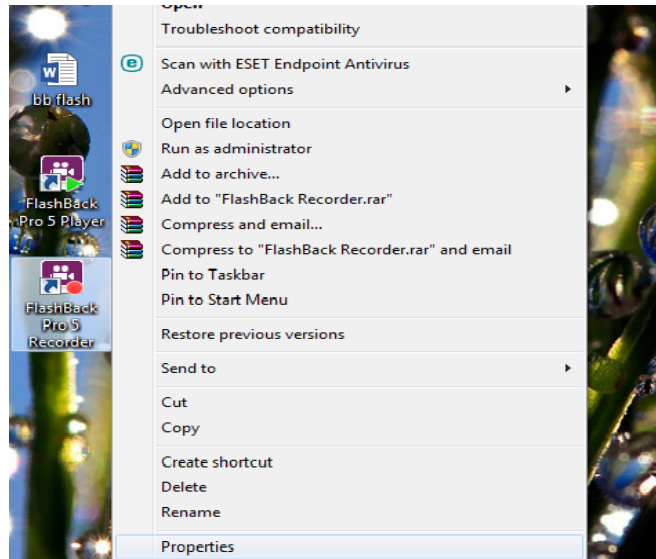 Open
Troubleshoot compatibility
Scan with ESET Endpoint Antivirus
Advanced options
Open file location
Run as administrator
Add to archive...
Add to "FlashBack Recorder.rar"
Compress and email...
Compress to "FlashBack Recorder.rar" and email
Pin to Taskbar
Pin to Start Menu
Restore previous versions
Send to
Cut
Copy
Create shortcut
Delete
Rename
Properties
bb flash
FlashBack
Pro 5 Player
FlashBack
Pro 5
Recorder